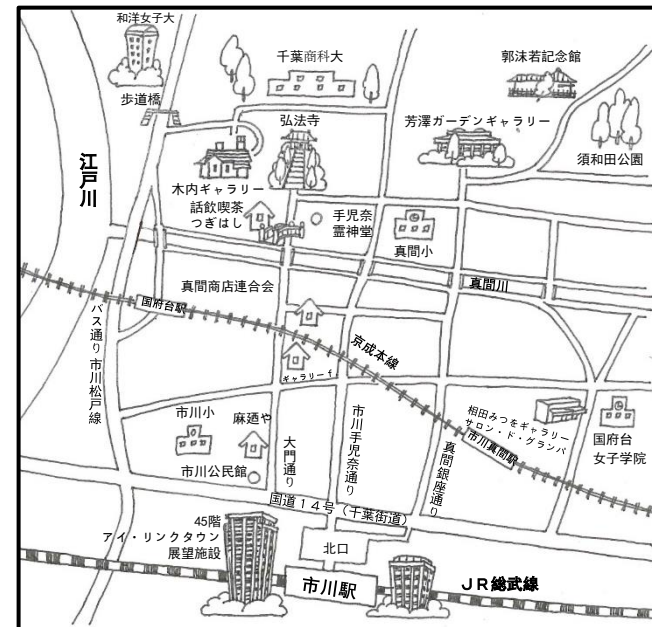 和洋女子大
歩道橋
千葉商科大
郭沫若記念館
弘法寺
芳澤ガーデンギャラリー
須和田公園
江戸川
木内ギャラリー
話飲喫茶
つぎはし
手児奈
霊神堂
真間小
真間商店連合会
真間川
国府台駅
バス通り市川松戸線
京成本線
ギャラリーf.
市川小
麻廼や
市川公民館
大門通り
市川手児奈通り
真間銀座通り
市川真間駅
相田みつをギャラリー
サロン・ド・グランパ
国府台
女子学院
国道14号(千葉街道)
45階
アイ・リンクタウン
展望施設
北口
市川駅
JR総武線